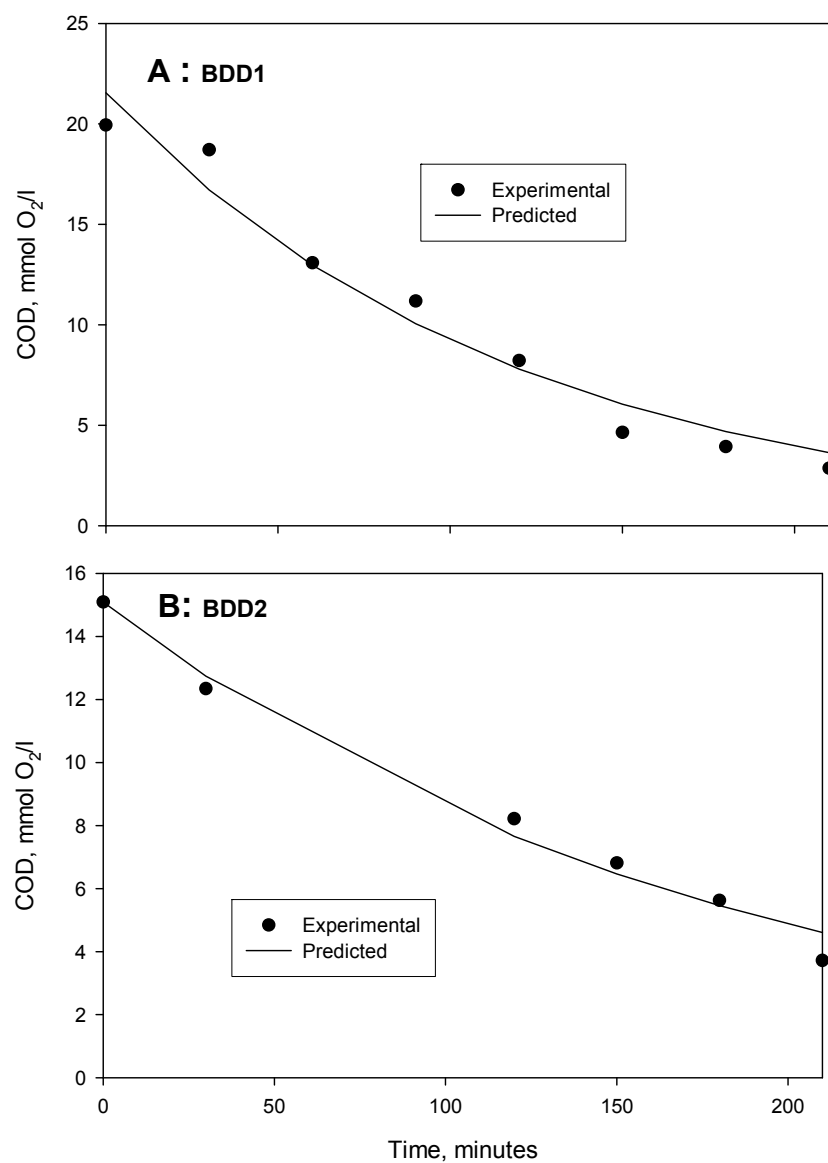 A : BDD1
25
20
15
10
5
0
COD, mmol O₂/l
Experimental
Predicted
B: BDD2
16
14
12
10
8
6
4
2
0
COD, mmol O₂/l
Experimental
Predicted
0 50 100 150 200
Time, minutes